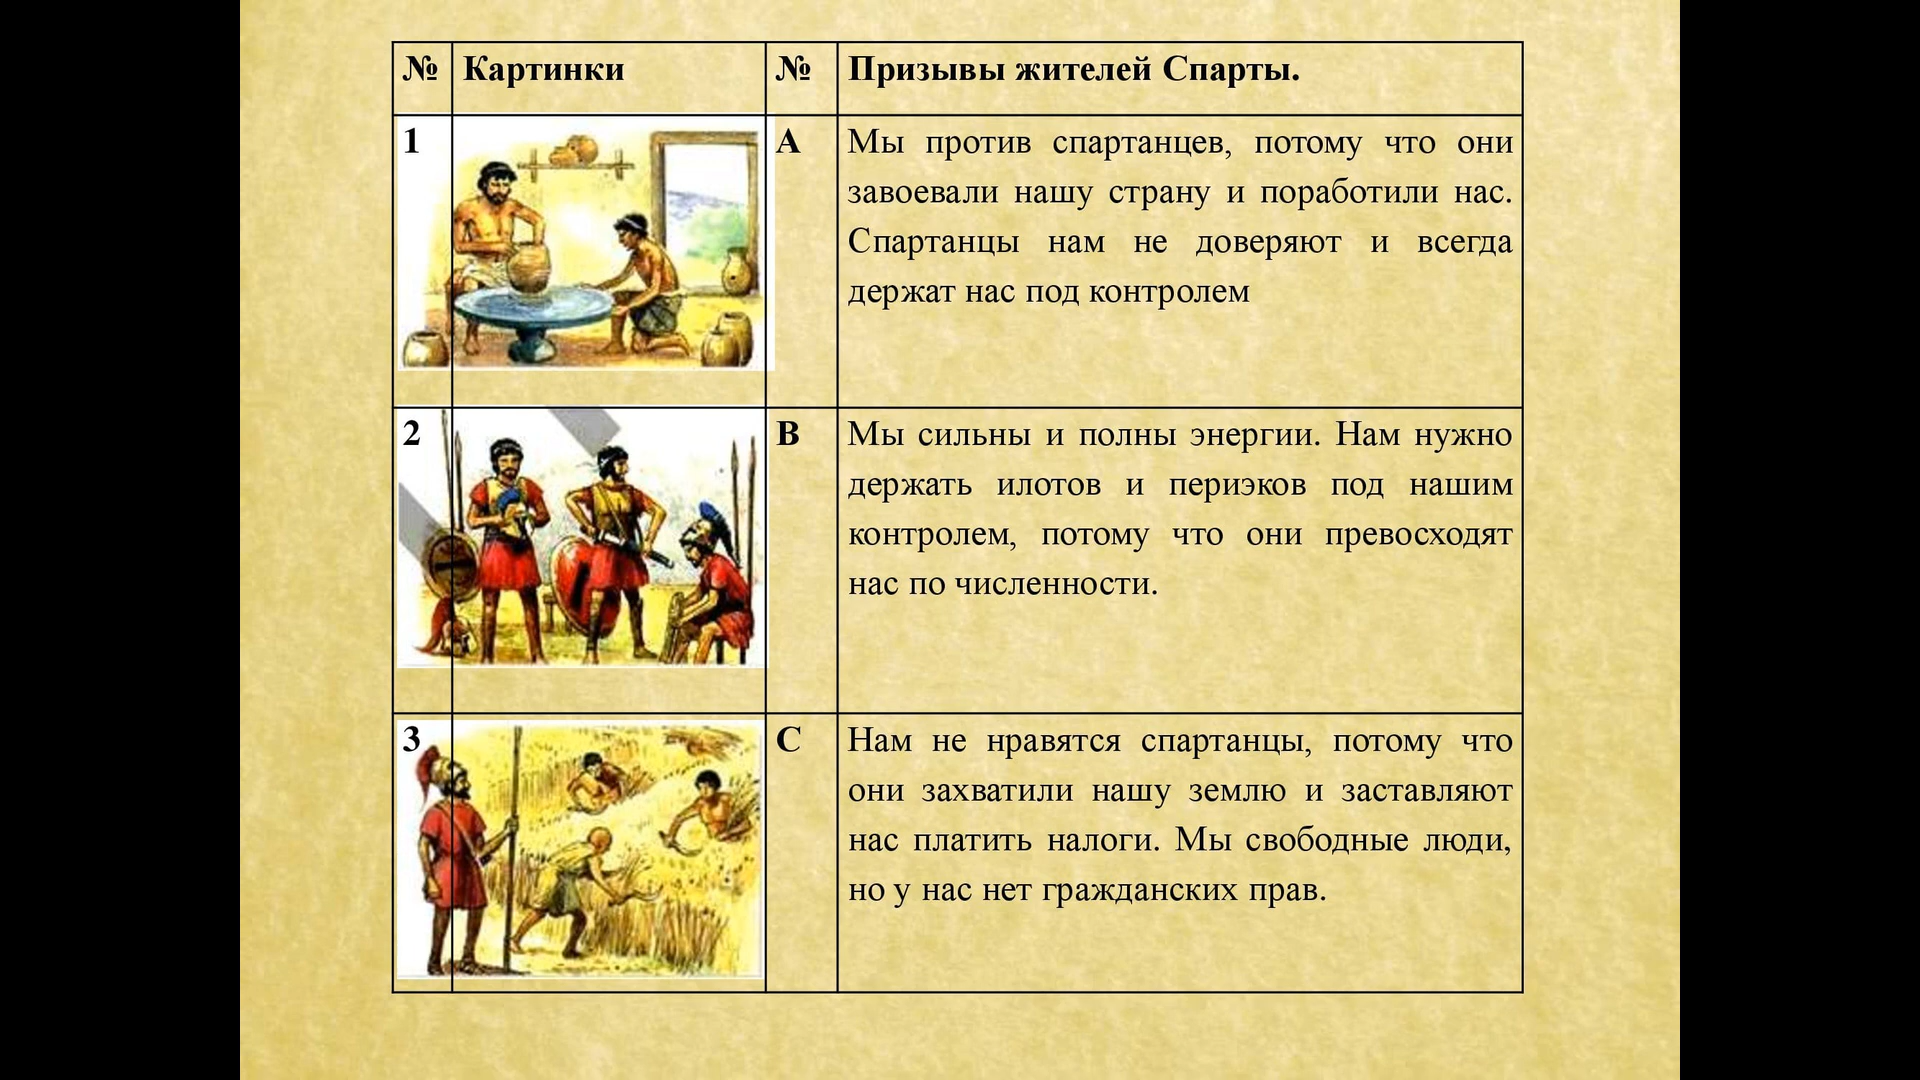 № Картинки № Призывы жителей Спарты.
1 А Мы против спартанцев, потому что они
завоевали нашу страну и поработили нас.
Спартанцы нам не доверяют и всегда
держат нас под контролем
2 В Мы сильны и полны энергии. Нам нужно
держать илотов и периэков под нашим
контролем, потому что они превосходят
нас по численности.
3 С Нам не нравятся спартанцы, потому что
они захватили нашу землю и заставляют
нас платить налоги. Мы свободные люди,
но у нас нет гражданских прав.